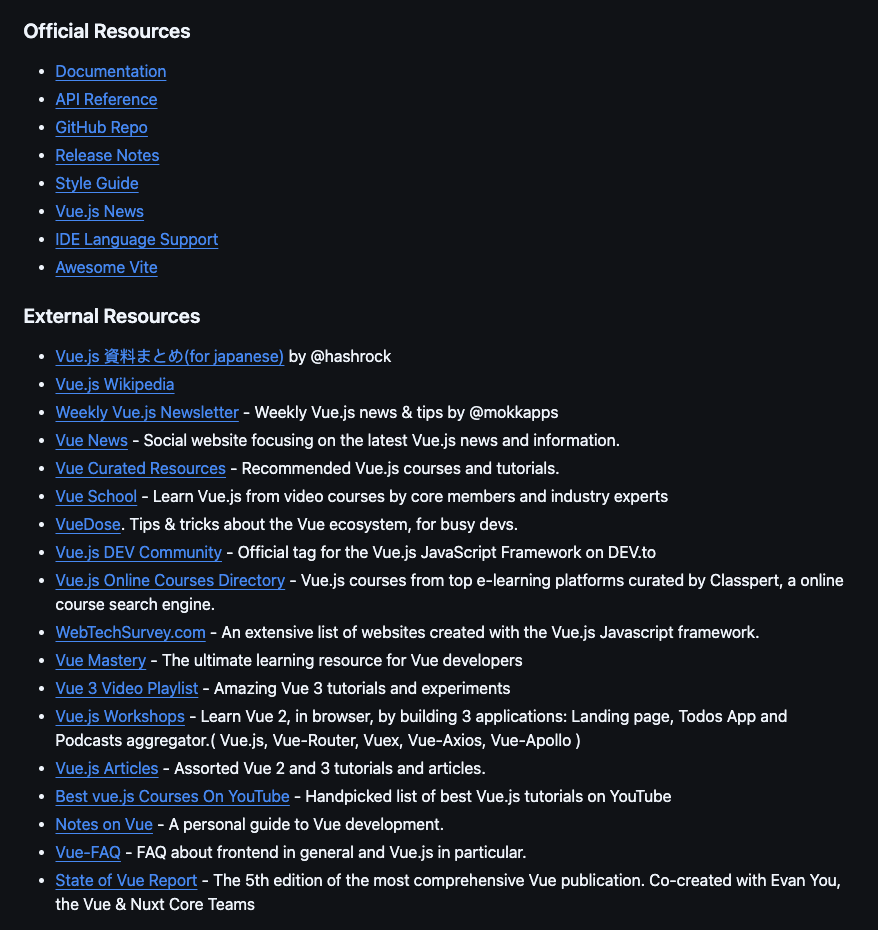 Official Resources
• Documentation
• API Reference
• GitHub Repo
• Release Notes
• Style Guide
• Vue.js News
• IDE Language Support
• Awesome Vite
External Resources
• Vue.js 資料まとめ(for japanese) by @hashrock
• Vue.js Wikipedia
• Weekly Vue.js Newsletter - Weekly Vue.js news & tips by @mokkapps
• Vue News - Social website focusing on the latest Vue.js news and information.
• Vue Curated Resources - Recommended Vue.js courses and tutorials.
• Vue School - Learn Vue.js from video courses by core members and industry experts
• VueDose. Tips & tricks about the Vue ecosystem, for busy devs.
• Vue.js DEV Community - Official tag for the Vue.js JavaScript Framework on DEV.to
• Vue.js Online Courses Directory - Vue.js courses from top e-learning platforms curated by Classpert, a online
course search engine.
• WebTechSurvey.com - An extensive list of websites created with the Vue.js Javascript framework.
• Vue Mastery - The ultimate learning resource for Vue developers
• Vue 3 Video Playlist - Amazing Vue 3 tutorials and experiments
• Vue.js Workshops - Learn Vue 2, in browser, by building 3 applications: Landing page, Todos App and
Podcasts aggregator.( Vue.js, Vue-Router, Vuex, Vue-Axios, Vue-Apollo )
• Vue.js Articles - Assorted Vue 2 and 3 tutorials and articles.
• Best vue.js Courses On YouTube - Handpicked list of best Vue.js tutorials on YouTube
• Notes on Vue - A personal guide to Vue development.
• Vue-FAQ - FAQ about frontend in general and Vue.js in particular.
• State of Vue Report - The 5th edition of the most comprehensive Vue publication. Co-created with Evan You,
the Vue & Nuxt Core Teams